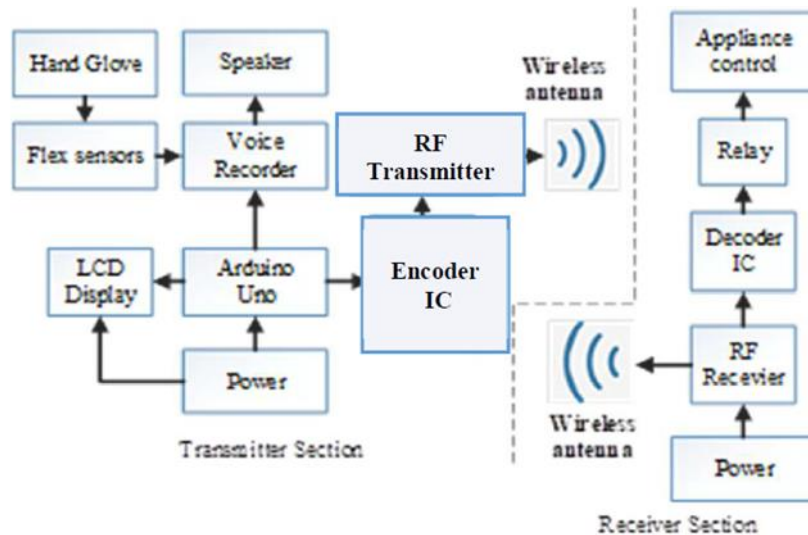 Hand Glove
Speaker
Wireless
antenna
Appliance
control
Flex sensors
Voice
Recorder
RF
Transmitter
Relay
LCD
Display
Arduino
Uno
Encoder
IC
Decoder
IC
Power
RF
Recevier
Wireless
antenna
Transmitter Section
Power
Receiver Section